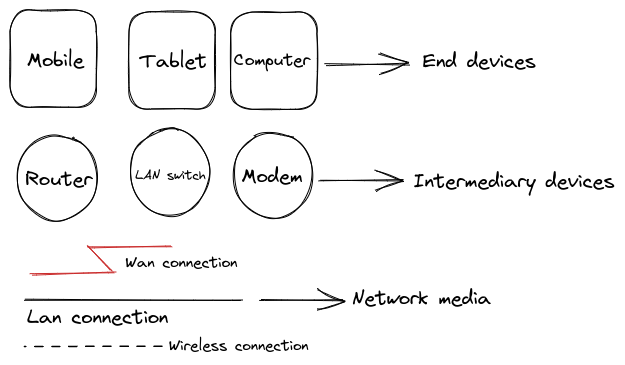 Mobile
Tablet
Computer
End devices
Router
LAN switch
Modem
Intermediary devices
Wan connection
Network media
Lan connection
Wireless connection